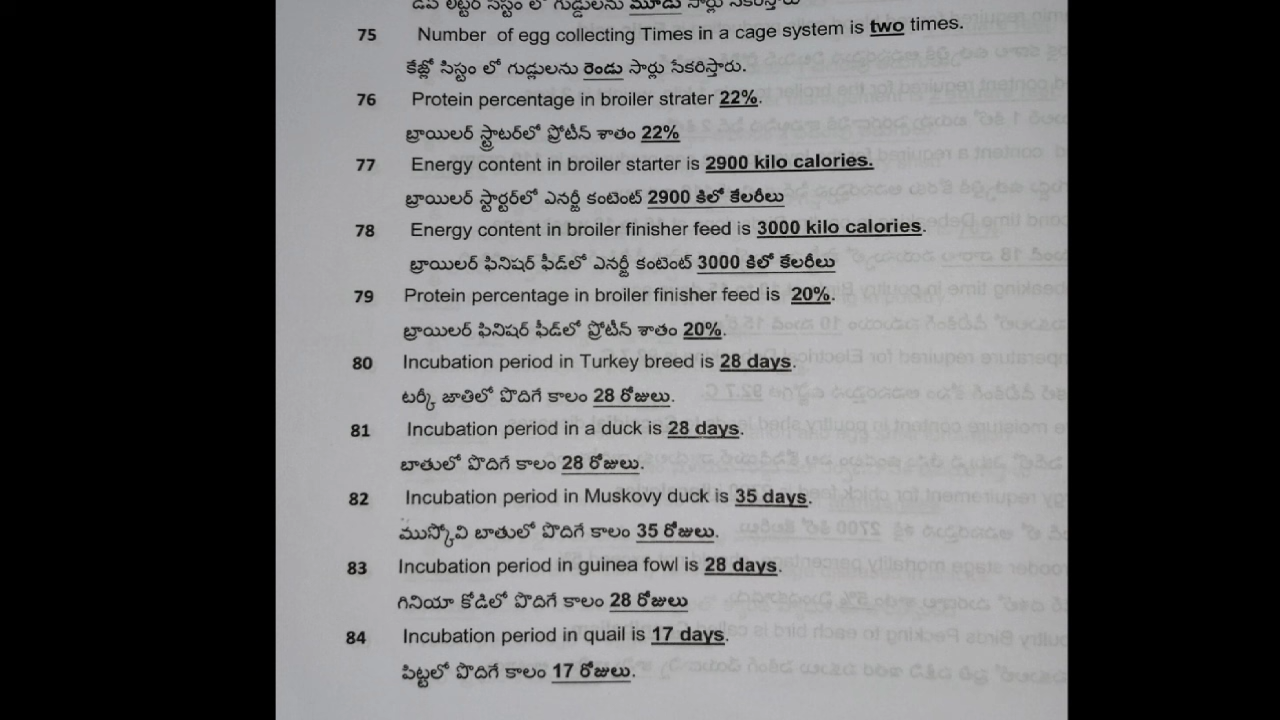 డీప్ లిట్టర్ సిస్టం లో గుడ్లులను మూడు సార్లు సేకరిస్తారు
75 Number of egg collecting Times in a cage system is two times.
కేజ్లో సిస్టం లో గుడ్లులను రెండు సార్లు సేకరిస్తారు.
76 Protein percentage in broiler strater 22%.
బ్రాయిలర్ స్ట్రాటర్‌లో ప్రోటీన్ శాతం 22%
77 Energy content in broiler starter is 2900 kilo calories.
బ్రాయిలర్ స్టార్టర్‌లో ఎనర్జీ కంటెంట్ 2900 కిలో కేలరీలు
78 Energy content in broiler finisher feed is 3000 kilo calories.
బ్రాయిలర్ ఫినిషర్ ఫీడ్‌లో ఎనర్జీ కంటెంట్ 3000 కిలో కేలరీలు
79 Protein percentage in broiler finisher feed is 20%.
బ్రాయిలర్ ఫినిషర్ ఫీడ్‌లో ప్రోటీన్ శాతం 20%.
80 Incubation period in Turkey breed is 28 days.
టర్కీ జాతిలో పొదిగే కాలం 28 రోజులు.
81 Incubation period in a duck is 28 days.
బాతులో పొదిగే కాలం 28 రోజులు.
82 Incubation period in Muskovy duck is 35 days.
ముస్కోవి బాతులో పొదిగే కాలం 35 రోజులు.
83 Incubation period in guinea fowl is 28 days.
గినియా కోడిలో పొదిగే కాలం 28 రోజులు
84 Incubation period in quail is 17 days.
పిట్టలో పొదిగే కాలం 17 రోజులు.